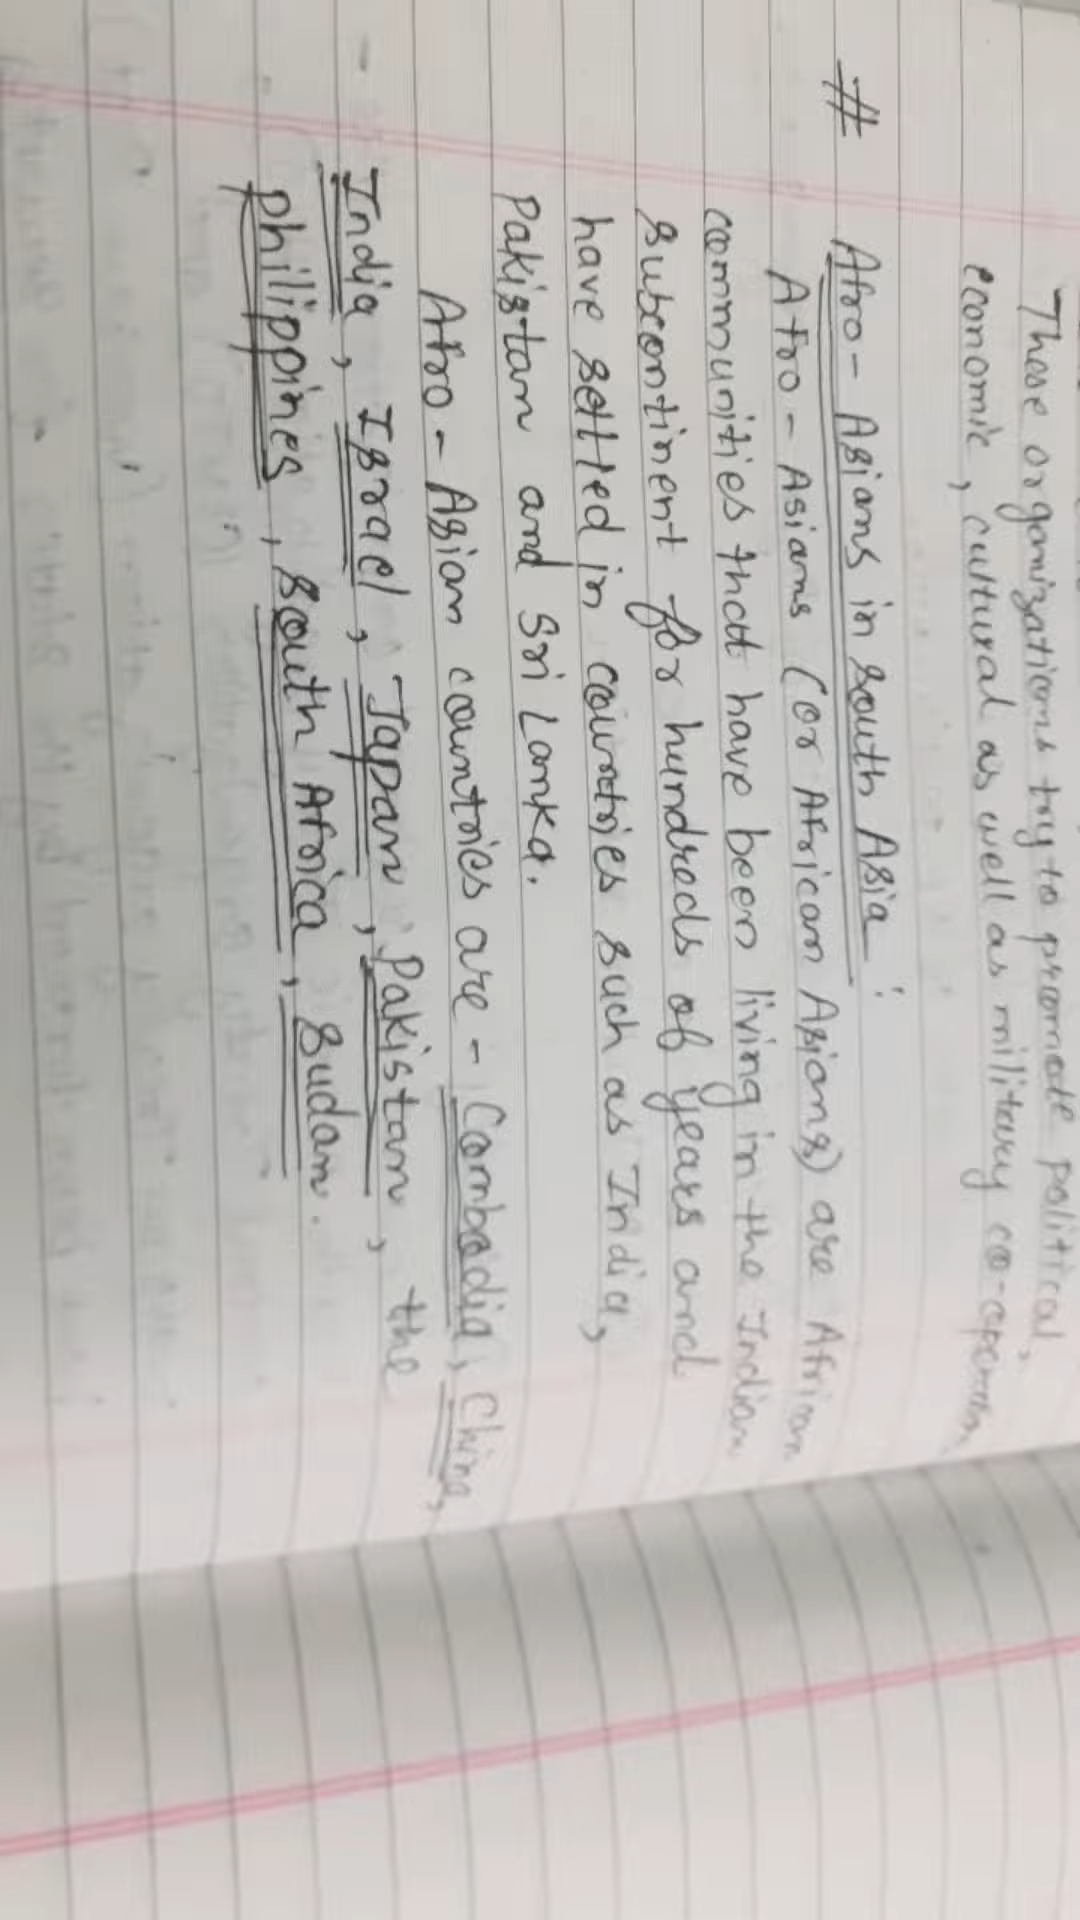 These organizations try to promote political,
economic, cultural as well as military co-operation
# Afro-Asians in South Asia:
Afro-Asians (or African Asians) are African
communities that have been living in the Indian
subcontinent for hundreds of years and
have settled in countries such as India,
Pakistan and Sri Lanka.
Afro-Asian countries are - Combodia, China,
India, Israel, Japan, Pakistan, the
philippines, South Africa, Sudan.